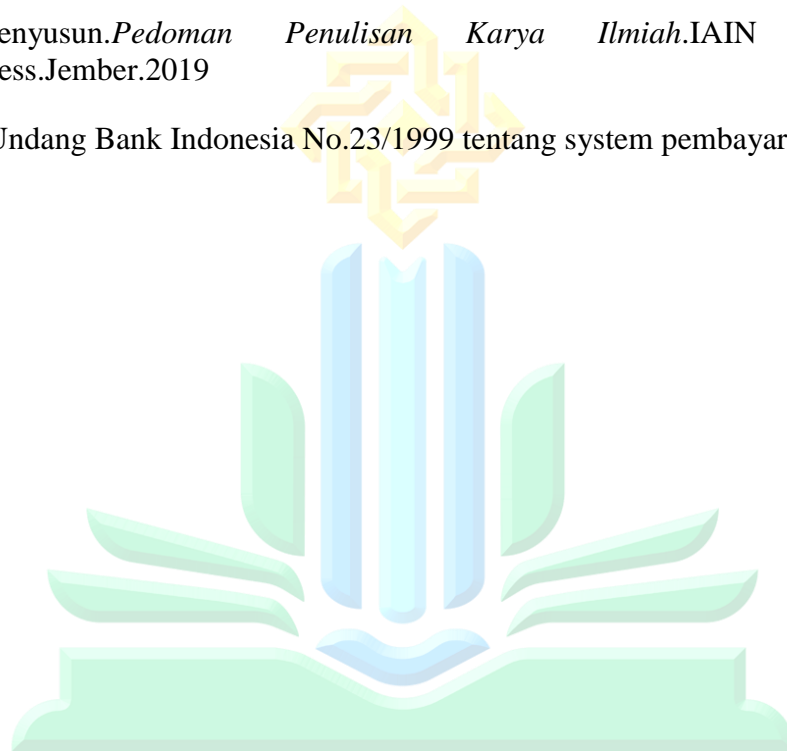 enyusun.Pedoman Penulisan Karya Ilmiah.IAIN
ess.Jember.2019
Undang Bank Indonesia No.23/1999 tentang system pembayar